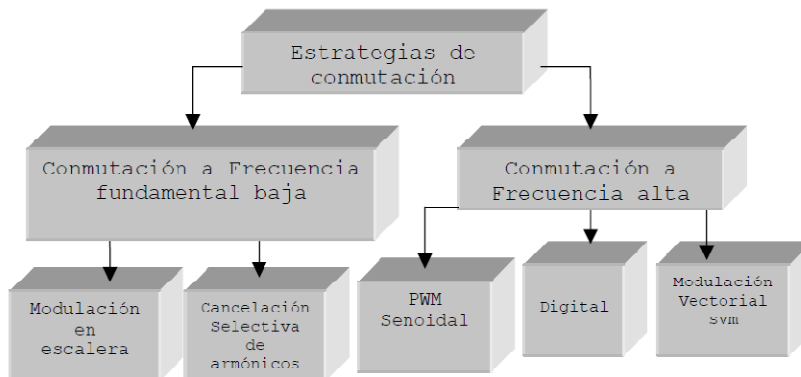 Estrategias de
conmutación
Conmutación a Frecuencia
fundamental baja
Conmutación a
Frecuencia alta
Modulación
en
escalera
Cancelación
Selectiva
de
armónicos
PWM
Senoidal
Digital
Modulación
Vectorial
svm